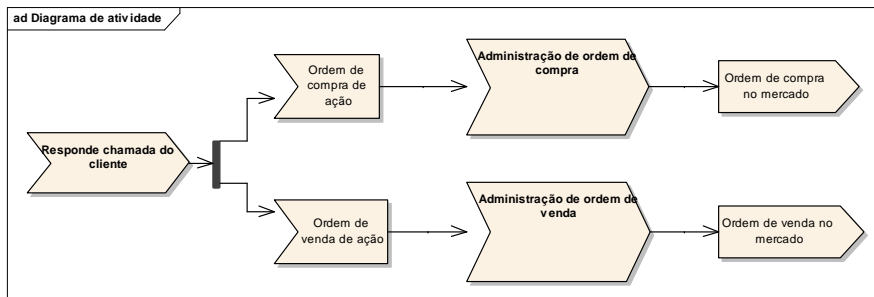 ad Diagrama de atividade
Responde chamada do
cliente
Ordem de
compra de
ação
Administração de ordem de
compra
Ordem de compra
no mercado
Ordem de
venda de ação
Administração de ordem de
venda
Ordem de venda no
mercado